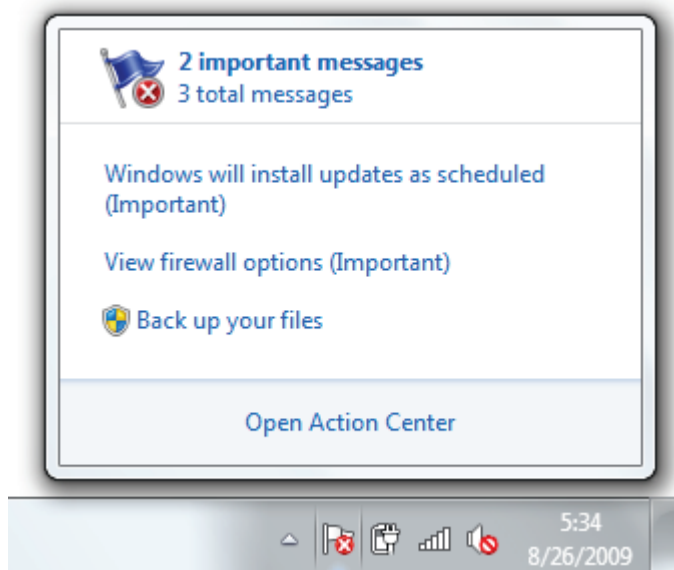 2 important messages
3 total messages
Windows will install updates as scheduled
(Important)
View firewall options (Important)
Back up your files
Open Action Center
5:34
8/26/2009